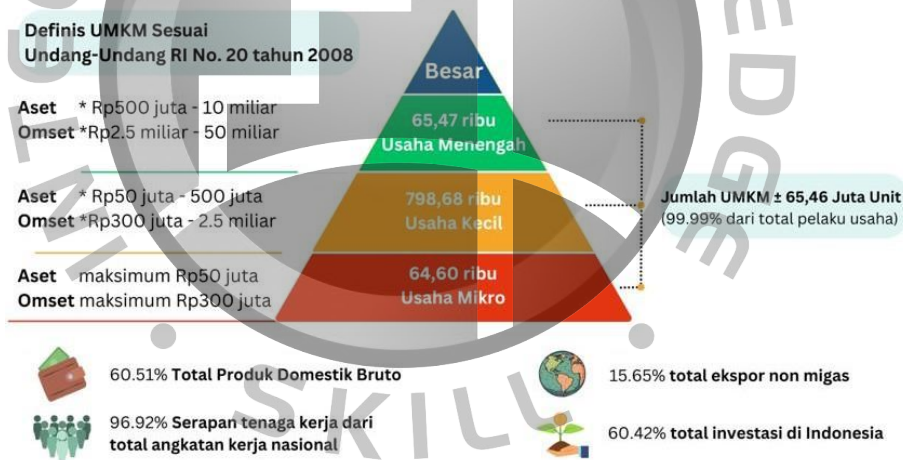 Definis UMKM Sesuai
Undang-Undang RI No. 20 tahun 2008
Besar
Aset * Rp500 juta - 10 miliar
Omset *Rp2.5 miliar - 50 miliar
65,47 ribu
Usaha Menengah
Aset * Rp50 juta - 500 juta
Omset *Rp300 juta - 2.5 miliar
798,68 ribu
Usaha Kecil
Jumlah UMKM ± 65,46 Juta Unit
(99.99% dari total pelaku usaha)
Aset maksimum Rp50 juta
Omset maksimum Rp300 juta
64,60 ribu
Usaha Mikro
60.51% Total Produk Domestik Bruto
15.65% total ekspor non migas
96.92% Serapan tenaga kerja dari
total angkatan kerja nasional
60.42% total investasi di Indonesia
SKILL